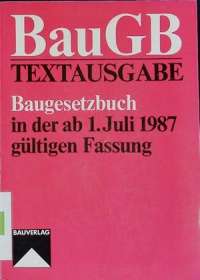 BauGB
TEXTAUSGABE
Baugesetzbuch
in der ab 1. Juli 1987
gültigen Fassung
BAUVERLAG